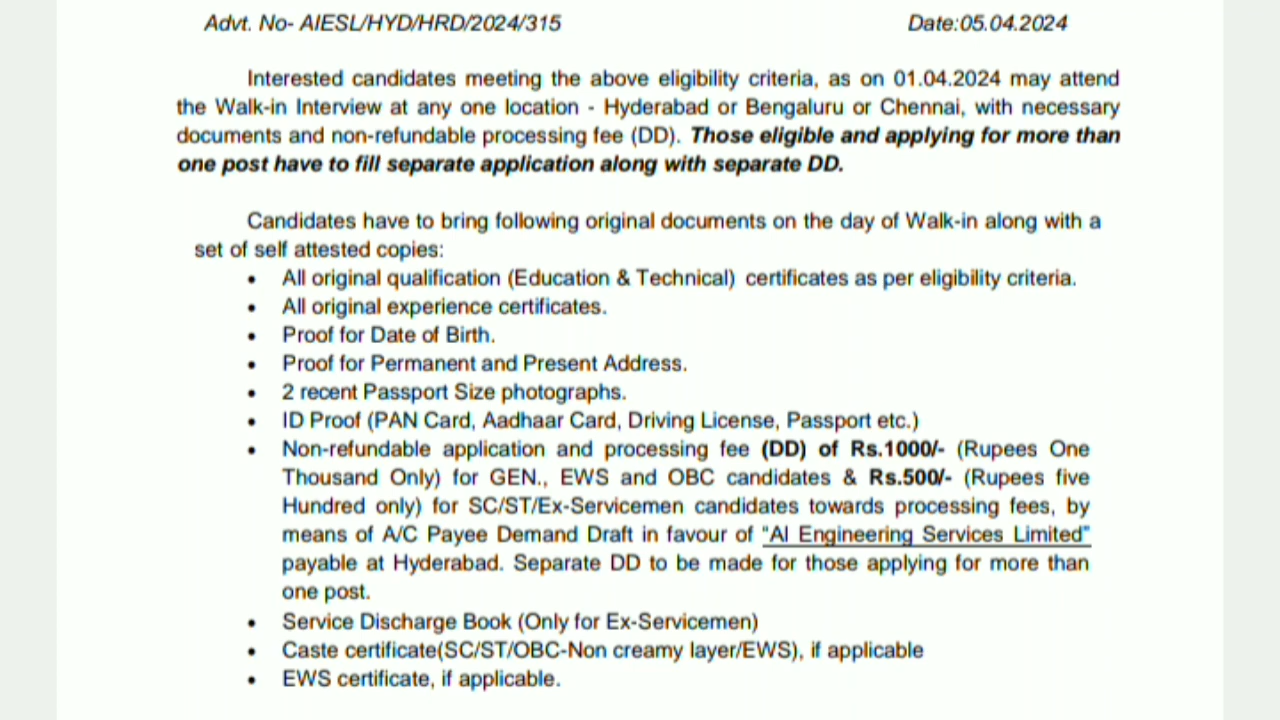 Advt. No- AIESL/HYD/HRD/2024/315 Date:05.04.2024
Interested candidates meeting the above eligibility criteria, as on 01.04.2024 may attend
the Walk-in Interview at any one location - Hyderabad or Bengaluru or Chennai, with necessary
documents and non-refundable processing fee (DD). Those eligible and applying for more than
one post have to fill separate application along with separate DD.
Candidates have to bring following original documents on the day of Walk-in along with a
set of self attested copies:
• All original qualification (Education & Technical) certificates as per eligibility criteria.
• All original experience certificates.
• Proof for Date of Birth.
• Proof for Permanent and Present Address.
• 2 recent Passport Size photographs.
• ID Proof (PAN Card, Aadhaar Card, Driving License, Passport etc.)
• Non-refundable application and processing fee (DD) of Rs.1000/- (Rupees One
Thousand Only) for GEN., EWS and OBC candidates & Rs.500/- (Rupees five
Hundred only) for SC/ST/Ex-Servicemen candidates towards processing fees, by
means of A/C Payee Demand Draft in favour of "AI Engineering Services Limited"
payable at Hyderabad. Separate DD to be made for those applying for more than
one post.
• Service Discharge Book (Only for Ex-Servicemen)
• Caste certificate(SC/ST/OBC-Non creamy layer/EWS), if applicable
• EWS certificate, if applicable.